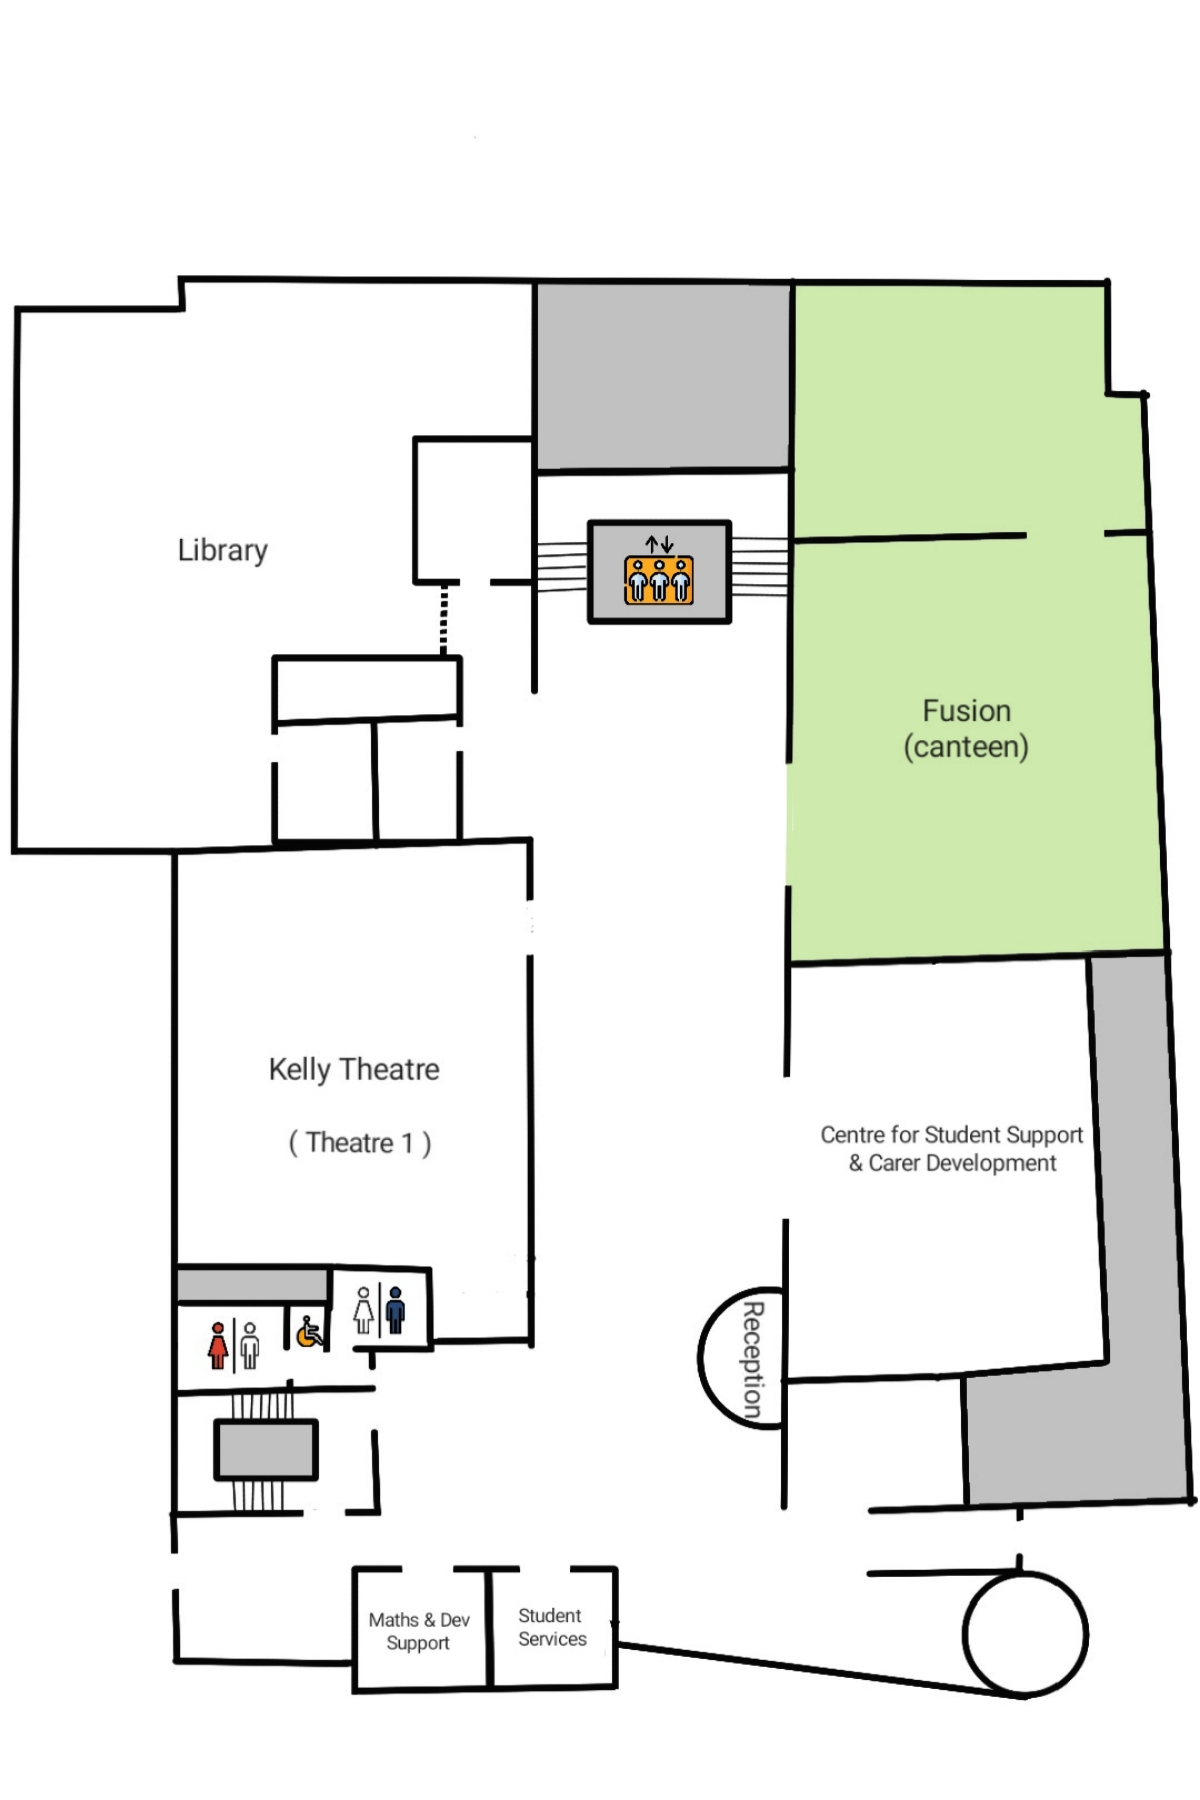 Library
Fusion
(canteen)
Kelly Theatre
( Theatre 1 )
Centre for Student Support
& Carer Development
Reception
Maths & Dev
Support
Student
Services